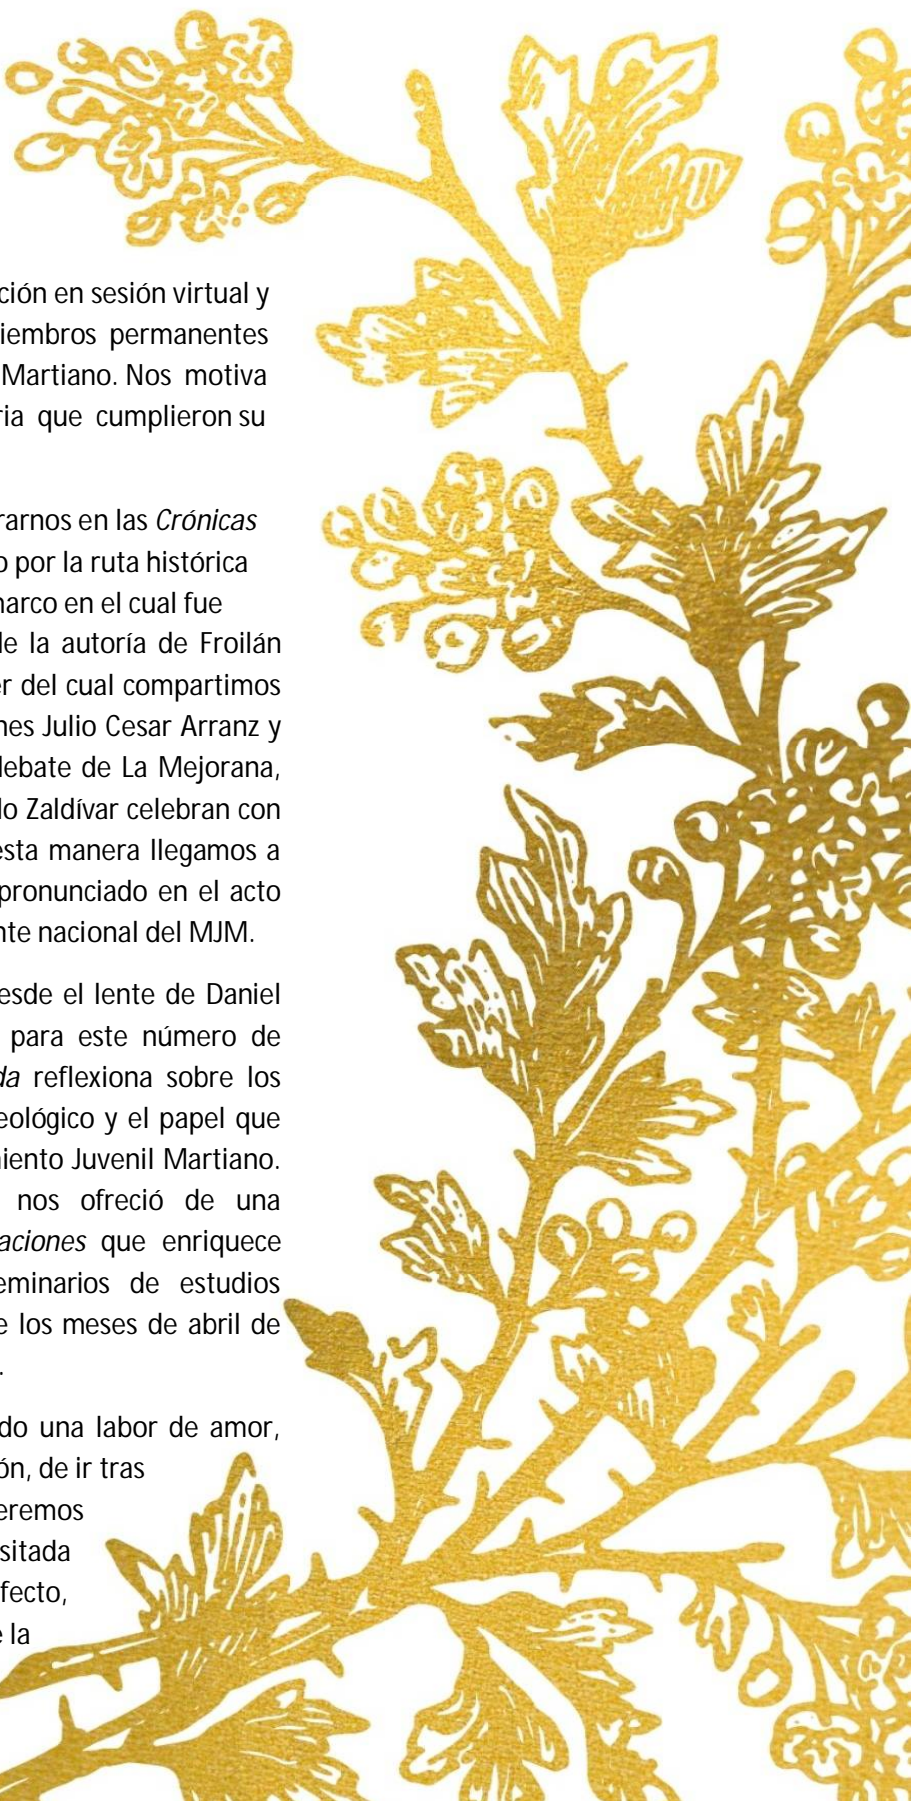 ción en sesión virtual y
iembros permanentes
Martiano. Nos motiva
ria que cumplieron su
rarnos en las Crónicas
o por la ruta histórica
narco en el cual fue
de la autoría de Froilán
er del cual compartimos
nes Julio Cesar Arranz y
debate de La Mejorana,
do Zaldívar celebran con
esta manera llegamos a
pronunciado en el acto
nte nacional del MJM.
esde el lente de Daniel
para este número de
da reflexiona sobre los
eológico y el papel que
niento Juvenil Martiano.
nos ofreció de una
aciones que enriquece
eminarios de estudios
e los meses de abril de
.
do una labor de amor,
ón, de ir tras
eremos
sitada
fecto,
e la